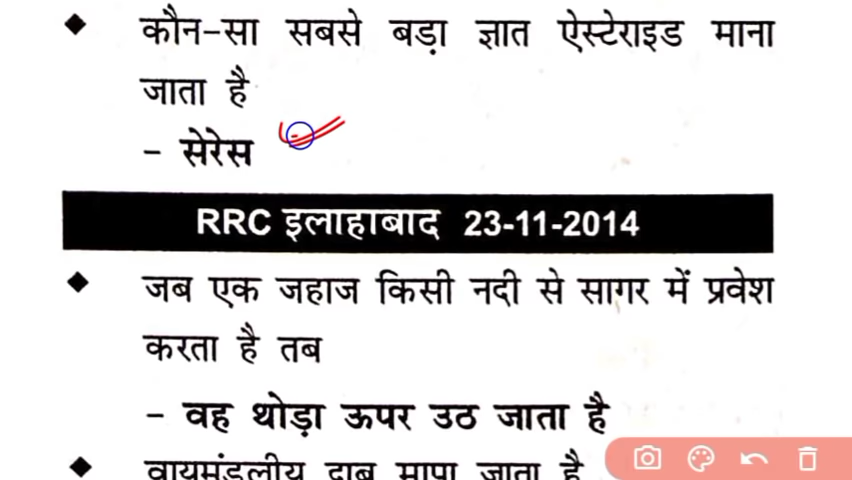 ◆ कौन-सा सबसे बड़ा ज्ञात ऐस्टेराइड माना
जाता है
- सेरेस
RRC इलाहाबाद 23-11-2014
◆ जब एक जहाज किसी नदी से सागर में प्रवेश
करता है तब
- वह थोड़ा ऊपर उठ जाता है
◆ वायुमंडलीय दाब मापा जाता है